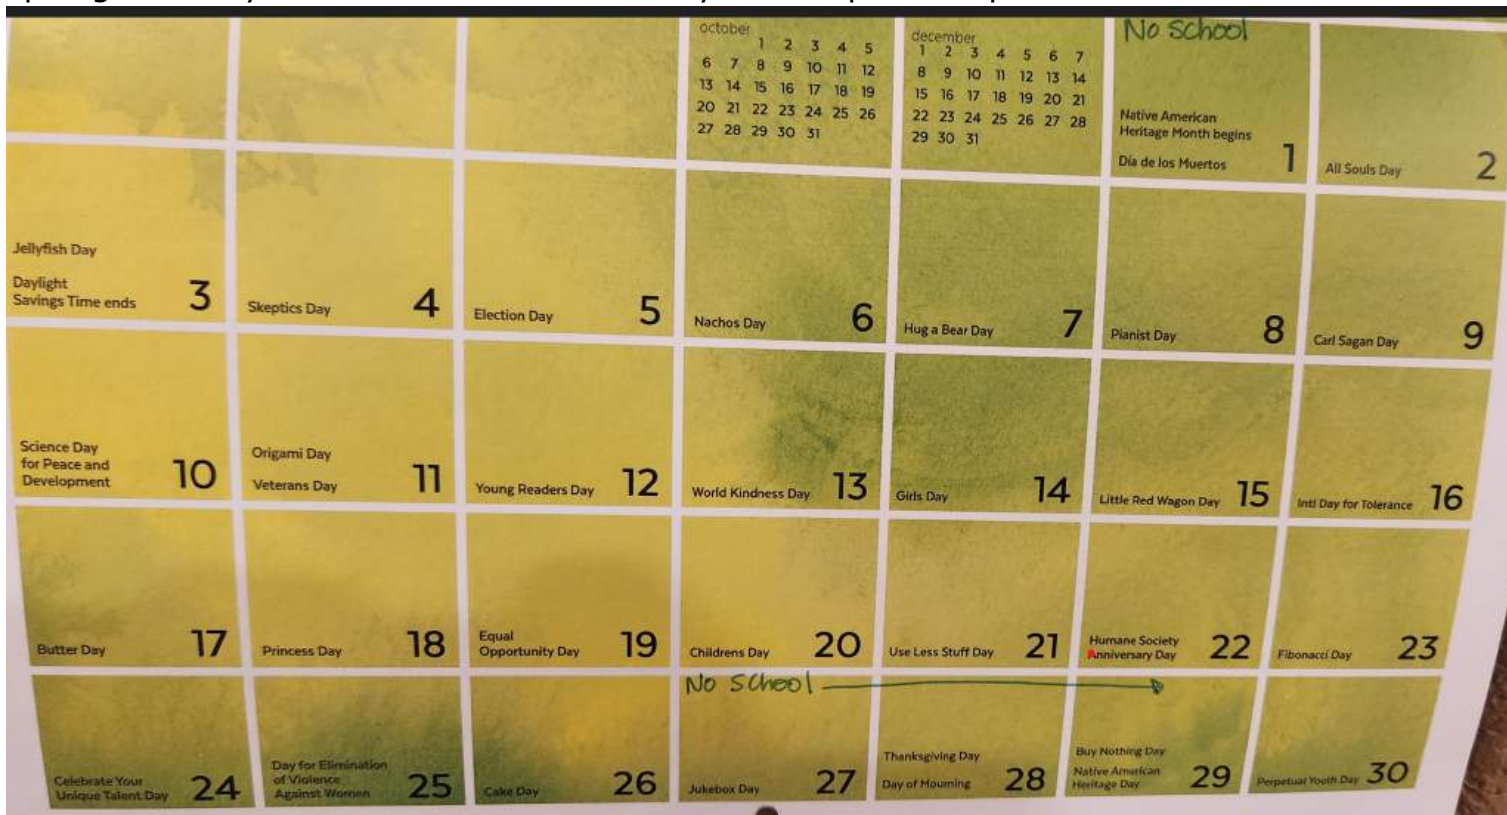 No School
october
1 2 3 4 5
6 7 8 9 10 11 12
13 14 15 16 17 18 19
20 21 22 23 24 25 26
27 28 29 30 31
december
1 2 3 4 5 6 7
8 9 10 11 12 13 14
15 16 17 18 19 20 21
22 23 24 25 26 27 28
29 30 31
Native American
Heritage Month begins
Día de los Muertos
1
All Souls Day
2
Jellyfish Day
Daylight
Savings Time ends
3
Skeptics Day
4
Election Day
5
Nachos Day
6
Hug a Bear Day
7
Pianist Day
8
Carl Sagan Day
9
Science Day
for Peace and
Development
10
Origami Day
Veterans Day
11
Young Readers Day
12
World Kindness Day
13
Girls Day
14
Little Red Wagon Day
15
Intl Day for Tolerance
16
Butter Day
17
Princess Day
18
Equal
Opportunity Day
19
Childrens Day
20
Use Less Stuff Day
21
Humane Society
Anniversary Day
22
Fibonacci Day
23
Celebrate Your
Unique Talent Day
24
Day for Elimination
of Violence
Against Women
25
Cake Day
26
No School
Jukebox Day
27
Thanksgiving Day
Day of Mourning
28
Buy Nothing Day
Native American
Heritage Day
29
Perpetual Youth Day
30